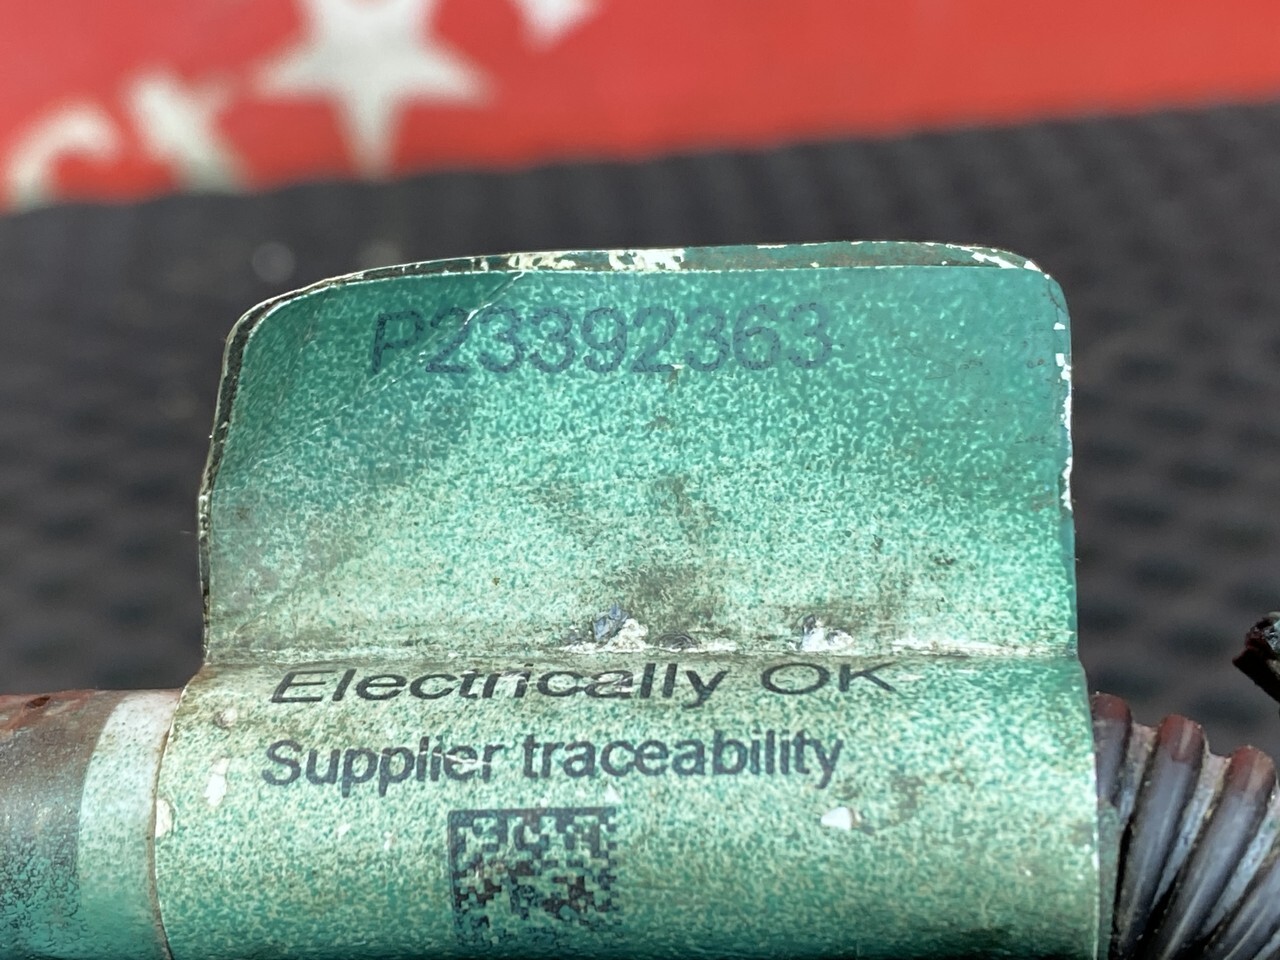 P23392363
Electrically OK
Supplier traceability